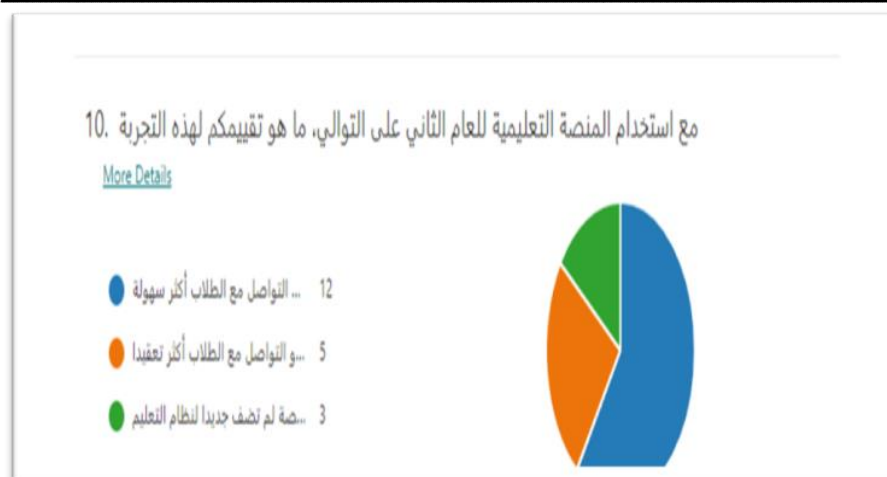 10. مع استخدام المنصة التعليمية للعام الثاني على التوالي، ما هو تقييمكم لهذه التجربة
More Details
التواصل مع الطلاب أكثر سهولة ... 12
و التواصل مع الطلاب أكثر تعقيدا... 5
صة لم تضف جديدا لنظام التعليم... 3